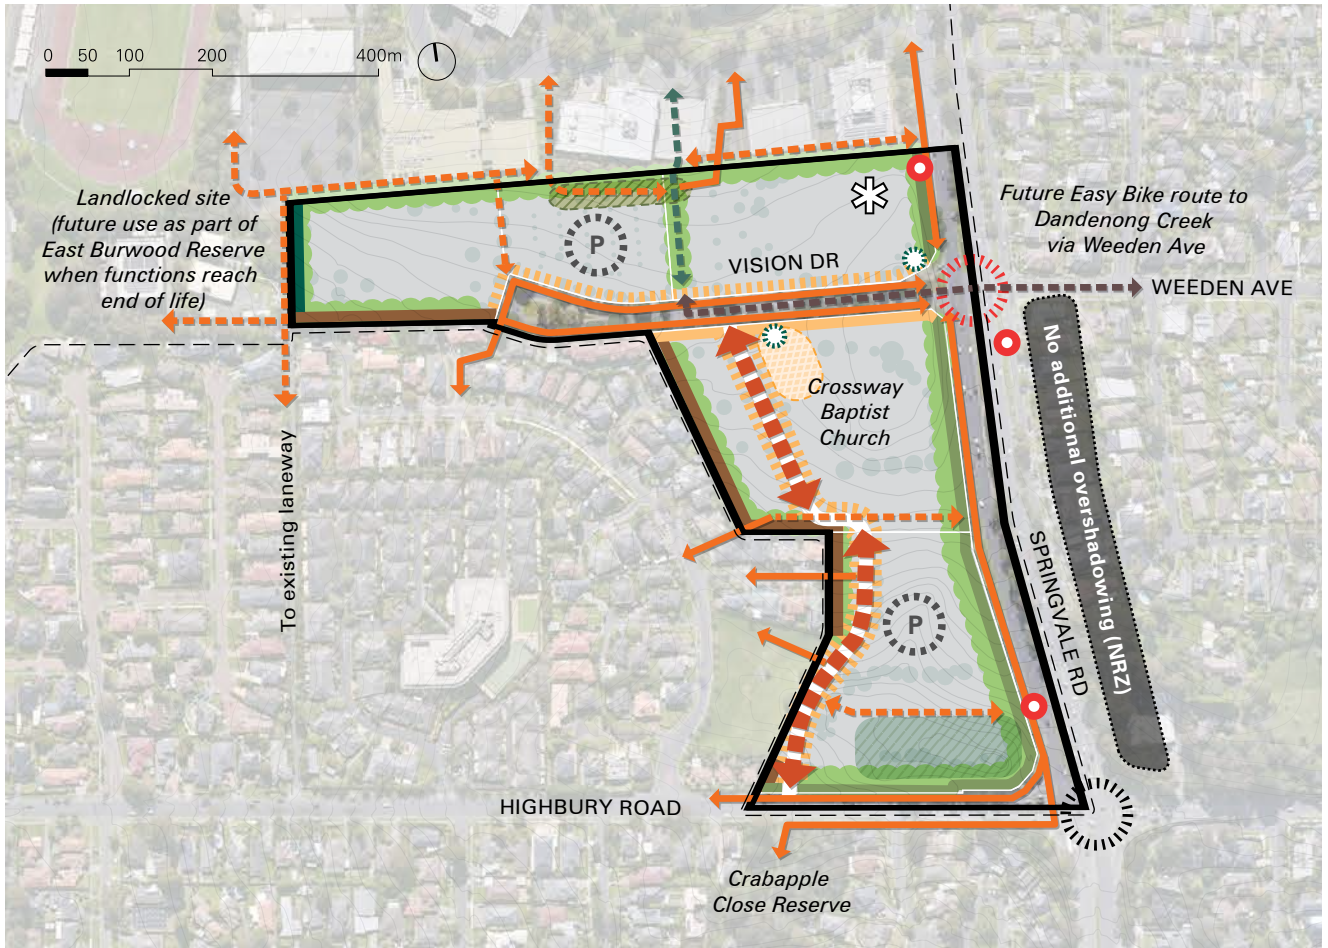 0 50 100 200 400m
Landlocked site
(future use as part of
East Burwood Reserve
when functions reach
end of life)
Future Easy Bike route to
Dandenong Creek
via Weeden Ave
P
VISION DR
WEEDEN AVE
Crossway
Baptist
Church
No additional overshadowing (NRZ)
To existing laneway
SPRINGVALE RD
P
HIGHBURY ROAD
Crabapple
Close Reserve